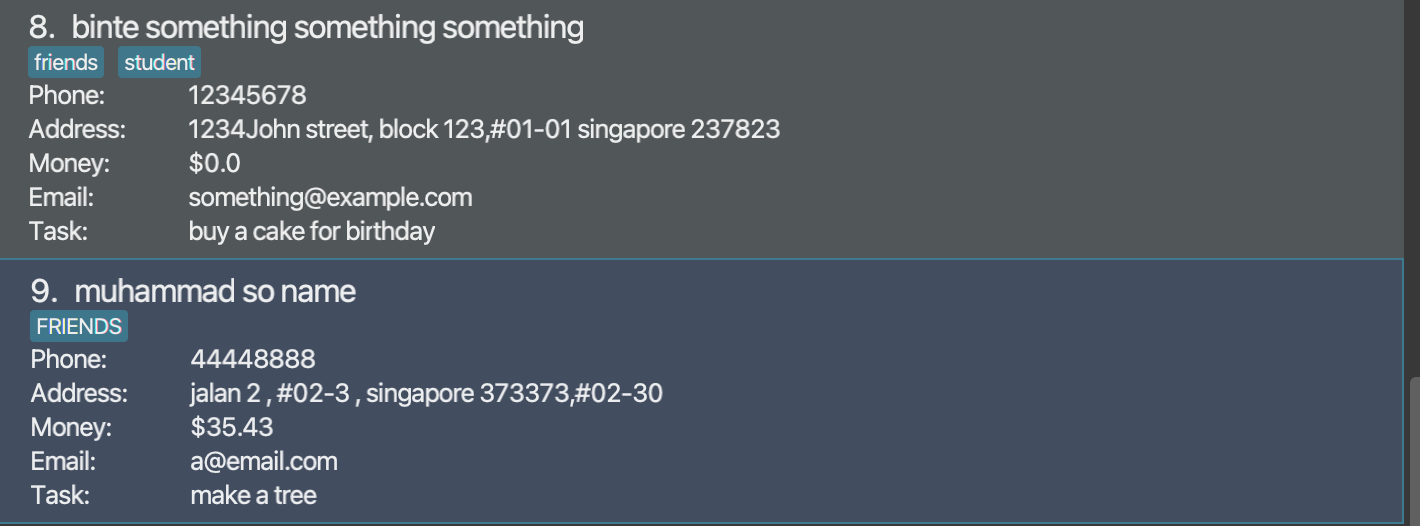 8. binte something something something
friends student
Phone: 12345678
Address: 1234John street, block 123,#01-01 singapore 237823
Money: $0.0
Email: something@example.com
Task: buy a cake for birthday
9. muhammad so name
FRIENDS
Phone: 44448888
Address: jalan 2 , #02-3 , singapore 373373,#02-30
Money: $35.43
Email: a@email.com
Task: make a tree